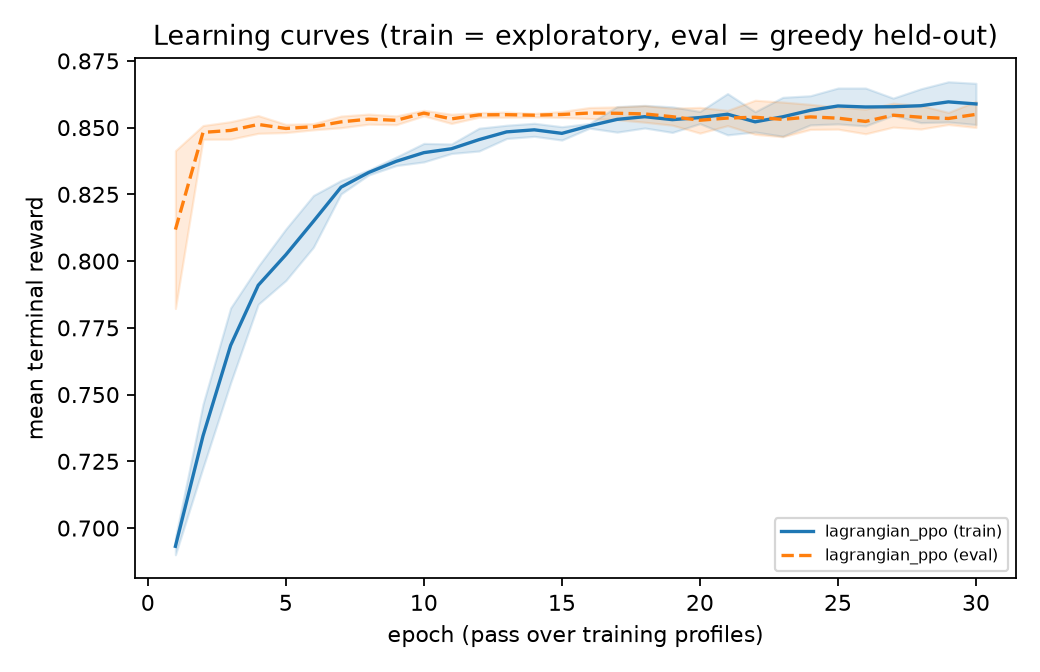 Learning curves (train = exploratory, eval = greedy held-out)
0.875
0.850
0.825
0.800
0.775
0.750
0.725
0.700
mean terminal reward
lagrangian_ppo (train)
lagrangian_ppo (eval)
0 5 10 15 20 25 30
epoch (pass over training profiles)